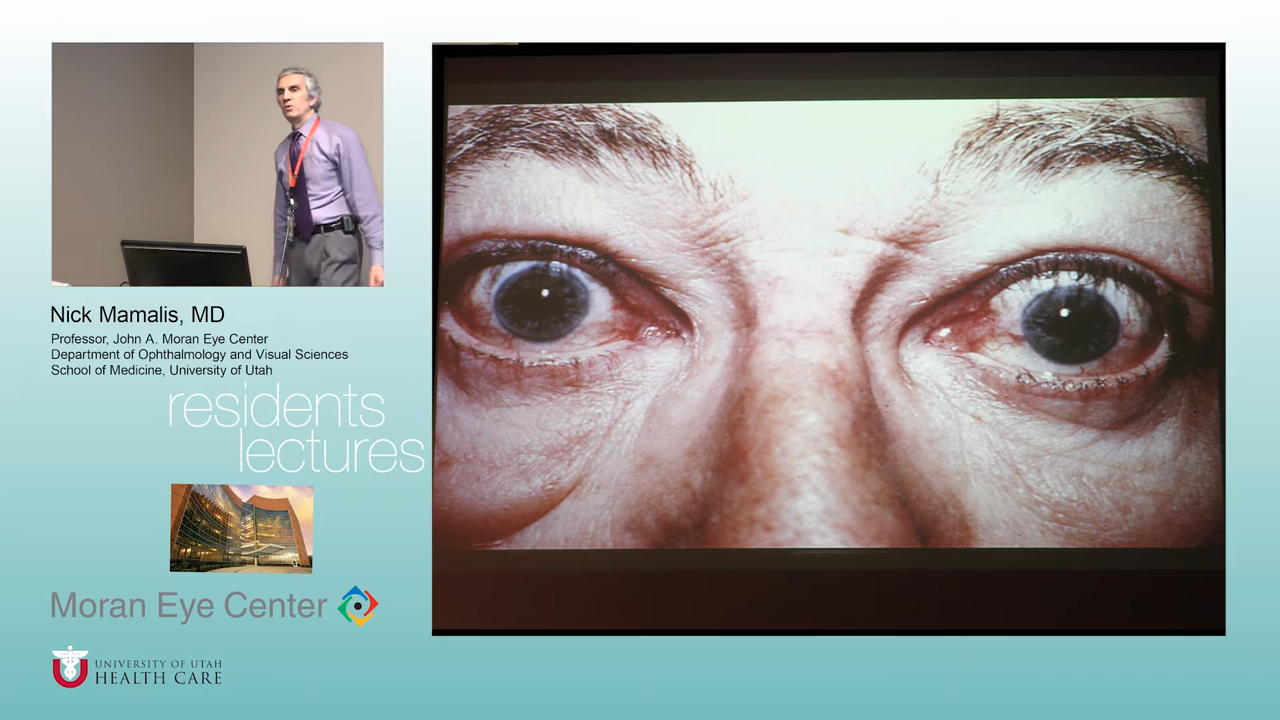 Nick Mamalis, MD
Professor, John A. Moran Eye Center
Department of Ophthalmology and Visual Sciences
School of Medicine, University of Utah
residents
lectures
Moran Eye Center
UNIVERSITY OF UTAH
HEALTH CARE